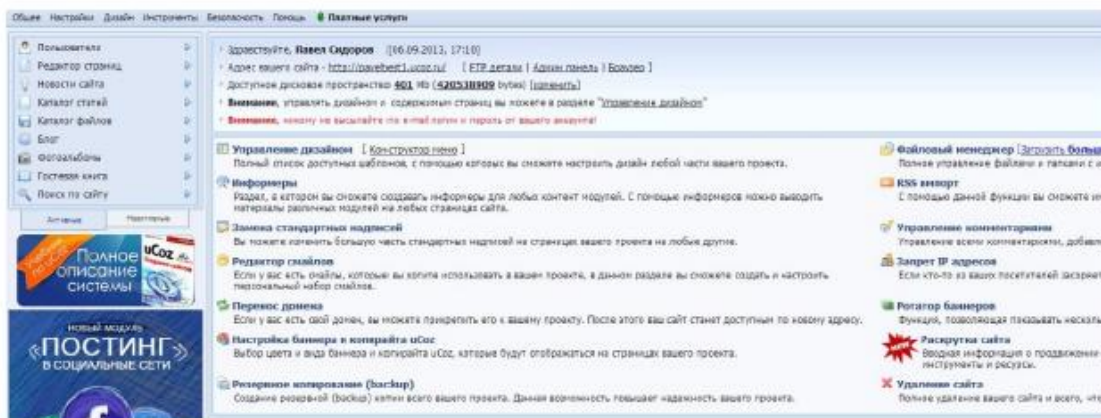 Общее Настройки Дизайн Инструменты Безопасность Помощь Платные услуги
Пользователи
Редактор страниц
Новости сайта
Каталог статей
Каталог файлов
Блог
Фотоальбомы
Гостевая книга
Поиск по сайту
Активные Неактивные
Учебник по uCoz
Полное описание системы
uCoz
НОВЫЙ МОДУЛЬ
«ПОСТИНГ»
В СОЦИАЛЬНЫЕ СЕТИ
Здравствуйте, Павел Сидоров [06.09.2013, 17:10]
Адрес вашего сайта - http://pavelbest1.ucoz.ru/ [ FTP детали | Админ панель | Браузер ]
Доступное дисковое пространство 401 Mb (420538909 bytes) [изменить]
Внимание, управлять дизайном и содержимым страниц вы можете в разделе "Управление дизайном"
Внимание, никому не высылайте по e-mail логин и пароль от вашего аккаунта!
Управление дизайном [ Конструктор меню ]
Полный список доступных шаблонов, с помощью которых вы сможете настроить дизайн любой части вашего проекта.
Информеры
Раздел, в котором вы сможете создавать информеры для любых контент модулей. С помощью информеров можно выводить
материалы различных модулей на любых страницах сайта.
Замена стандартных надписей
Вы можете изменить большую часть стандартных надписей на страницах вашего проекта на любые другие.
Редактор смайлов
Если у вас есть смайлы, которые вы хотите использовать в вашем проекте, в данном разделе вы сможете создать и настроить
персональный набор смайлов.
Перенос домена
Если у вас есть свой домен, вы можете прикрепить его к вашему проекту. После этого ваш сайт станет доступным по новому адресу.
Настройка баннера и копирайта uCoz
Выбор цвета и вида баннера и копирайта uCoz, которые будут отображаться на страницах вашего проекта.
Резервное копирование (backup)
Создание резервной (backup) копии всего вашего проекта. Данная возможность повышает надежность вашего проекта.
Файловый менеджер [Загрузить больш
Полное управление файлами и папками с
RSS импорт
С помощью данной функции вы сможете
Управление комментариями
Управление всеми комментариями, добавл
Запрет IP адресов
Если кто-то из ваших посетителей засоряет
Ротатор баннеров
Функция, позволяющая показывать несколь
NEW
Раскрутка сайта
Вводная информация о продвижении
инструменты и ресурсы.
Удаление сайта
Полное удаление вашего сайта и всего, что